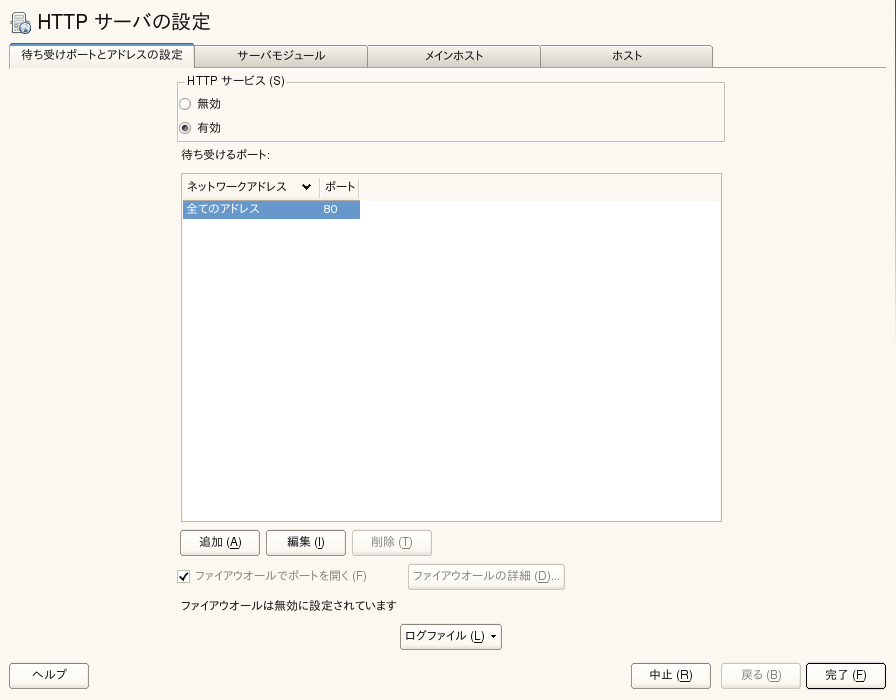 HTTP サーバの設定
待ち受けポートとアドレスの設定 サーバモジュール メインホスト ホスト
HTTP サービス (S)
無効
有効
待ち受けるポート:
ネットワークアドレス ポート
全てのアドレス 80
追加 (A) 編集 (I) 削除 (T)
ファイアウオールでポートを開く(F) ファイアウオールの詳細 (D)...
ファイアウオールは無効に設定されています
ログファイル (L)
ヘルプ 中止 (R) 戻る (B) 完了 (F)